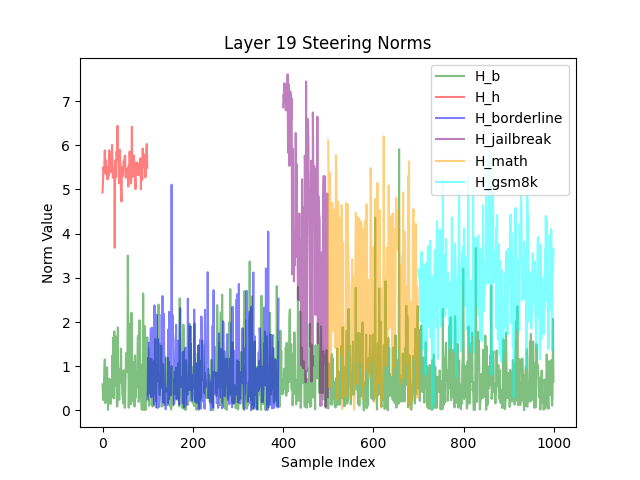 Layer 19 Steering Norms
H_b
H_h
H_borderline
H_jailbreak
H_math
H_gsm8k
Norm Value
7
6
5
4
3
2
1
0
0 200 400 600 800 1000
Sample Index